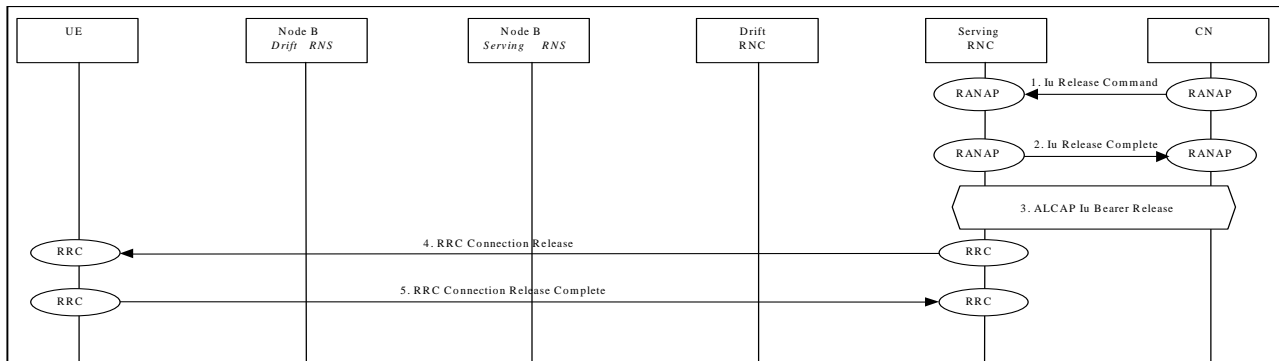 UE
Node B
Drift RNS
Node B
Serving RNS
Drift
RNC
Serving
RNC
CN
RANAP
1. Iu Release Command
RANAP
RANAP
2. Iu Release Complete
RANAP
3. ALCAP Iu Bearer Release
RRC
4. RRC Connection Release
RRC
RRC
5. RRC Connection Release Complete
RRC